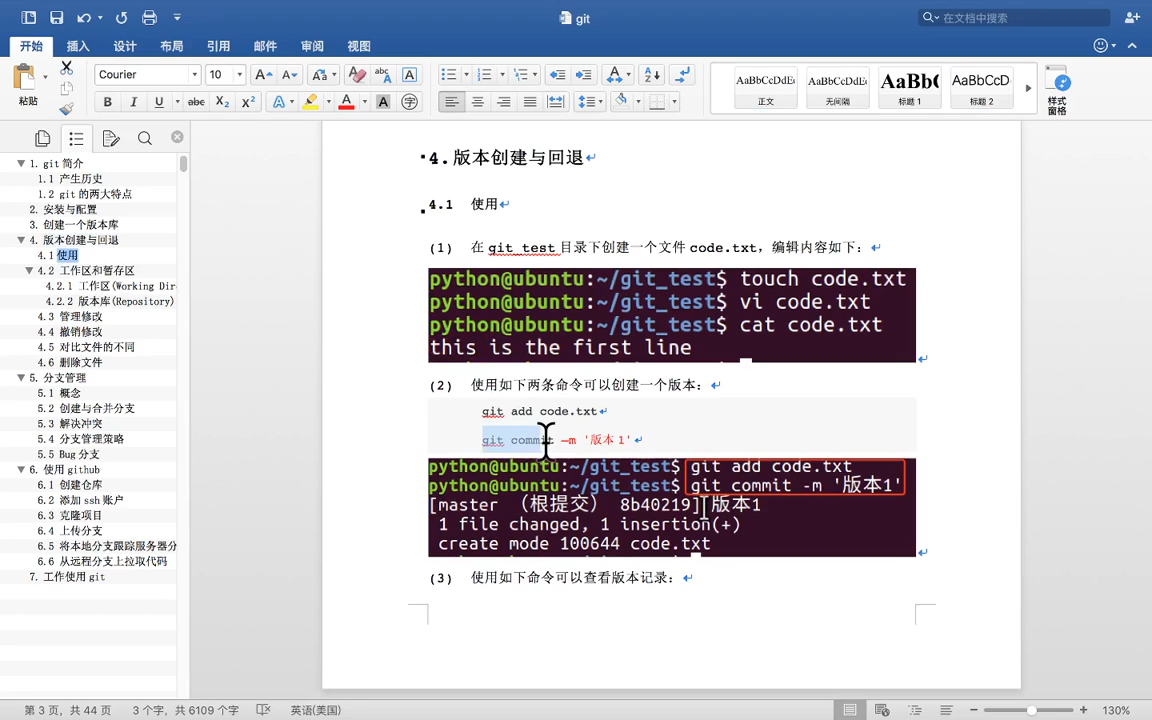 git
在文档中搜索
开始 插入 设计 布局 引用 邮件 审阅 视图
粘贴
Courier 10
AaBbCcDdEe AaBbCcDdEe AaBb( AaBbCcD
正文 无间隔 标题 1 标题 2
样式
窗格
1. git 简介
1.1 产生历史
1.2 git 的两大特点
2. 安装与配置
3. 创建一个版本库
4. 版本创建与回退
4.1 使用
4.2 工作区和暂存区
4.2.1 工作区(Working Dir
4.2.2 版本库(Repository)
4.3 管理修改
4.4 撤销修改
4.5 对比文件的不同
4.6 删除文件
5. 分支管理
5.1 概念
5.2 创建与合并分支
5.3 解决冲突
5.4 分支管理策略
5.5 Bug 分支
6. 使用 github
6.1 创建仓库
6.2 添加 ssh 账户
6.3 克隆项目
6.4 上传分支
6.5 将本地分支跟踪服务器分
6.6 从远程分支上拉取代码
7. 工作使用 git
4.版本创建与回退
4.1 使用
(1) 在 git_test 目录下创建一个文件 code.txt，编辑内容如下：
python@ubuntu:~/git_test$ touch code.txt
python@ubuntu:~/git_test$ vi code.txt
python@ubuntu:~/git_test$ cat code.txt
this is the first line
(2) 使用如下两条命令可以创建一个版本：
git add code.txt
git commit –m '版本 1'
python@ubuntu:~/git_test$ git add code.txt
python@ubuntu:~/git_test$ git commit -m '版本1'
[master （根提交） 8b40219] 版本1
1 file changed, 1 insertion(+)
create mode 100644 code.txt
(3) 使用如下命令可以查看版本记录：
第 3 页，共 44 页 3 个字，共 6109 个字 英语(美国) 130%